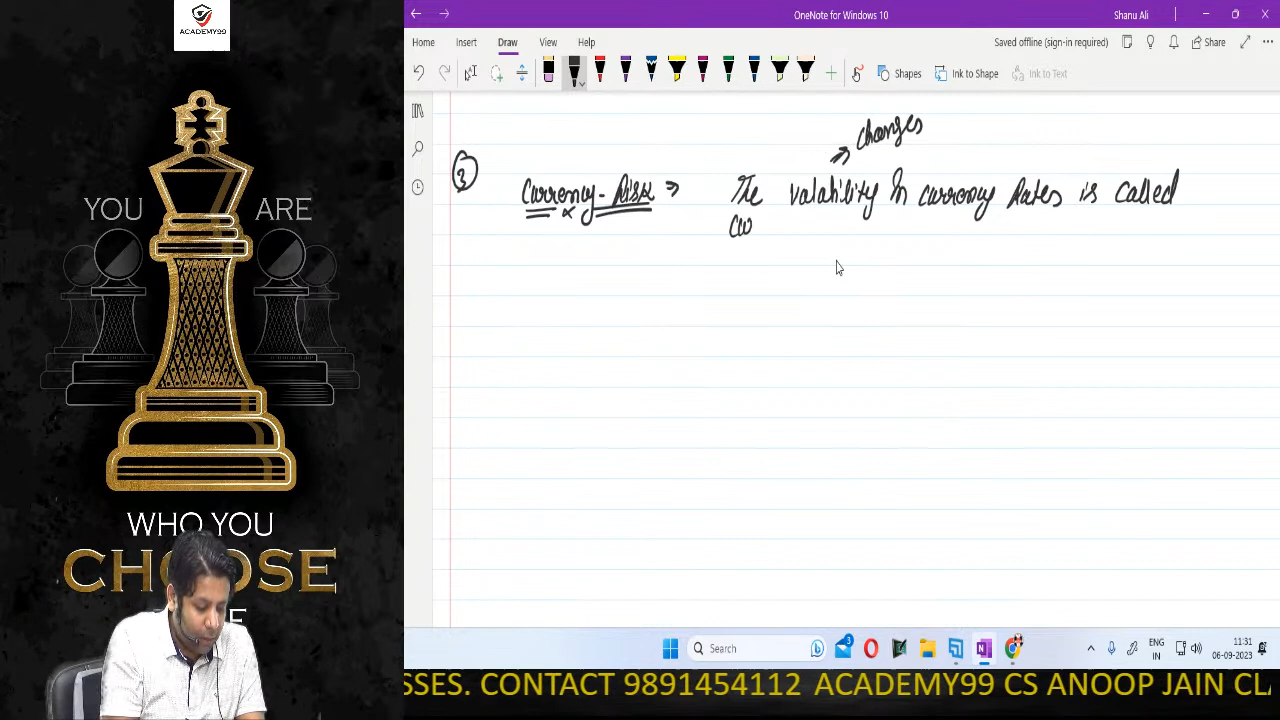 ACADEMY99
YOU ARE
WHO YOU
CHOOSE
OneNote for Windows 10
Shanu Ali
Home Insert Draw View Help
Saved offline (sign-in required)
Share
Shapes
Ink to Shape
Ink to Text
changes
3
Currency - Risk ⇒ The valability In currency Rates is called
Cu
Search
3
ENG
IN
11:31
06-09-2023
SSES. CONTACT 9891454112 ACADEMY99 CS ANOOP JAIN CL